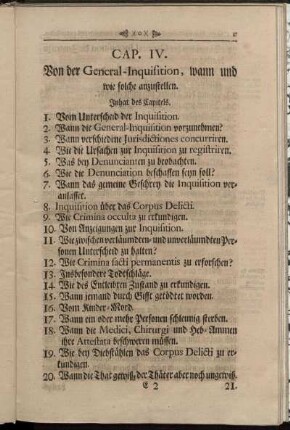 CAP. IV.
Von der General-Inquisition, wann und
wie solche anzustellen.
Inhalt des Capitels.
1. Vom Unterscheid der Inquisition.
2. Wann die General-Inquisition vorzunehmen?
3. Wann verschiedene Jurisdictiones concurriren.
4. Wie die Ursachen zur Inquisition zu registriren.
5. Was bey Denuncianten zu beobachten.
6. Wie die Denunciation beschaffen seyn soll?
7. Wann das gemeine Geschrey die Inquisition ver-
anlasset.
8. Inquisition über das Corpus Delicti.
9. Wie Crimina occulta zu erkundigen.
10. Von Anzeigungen zur Inquisition.
11. Wie zwischen verläumdten- und unverläumdten Per-
sonen Unterscheid zu halten?
12. Wie Crimina facti permanentis zu erforschen?
13. Insbesondere Todtschläge.
14. Wie des Entleibten Zustand zu erkundigen.
15. Wann jemand durch Gifft getödtet worden.
16. Vom Kinder-Mord.
17. Wann ein oder mehr Personen schleunig sterben.
18. Wann die Medici, Chirurgi und Heb-Ammen
ihre Attestata beschweren müssen.
19. Wie bey Diebstählen das Corpus Delicti zu er-
kundigen.
20. Wann die That gewiß, der Thäter aber noch ungewiß.
E 2 21.